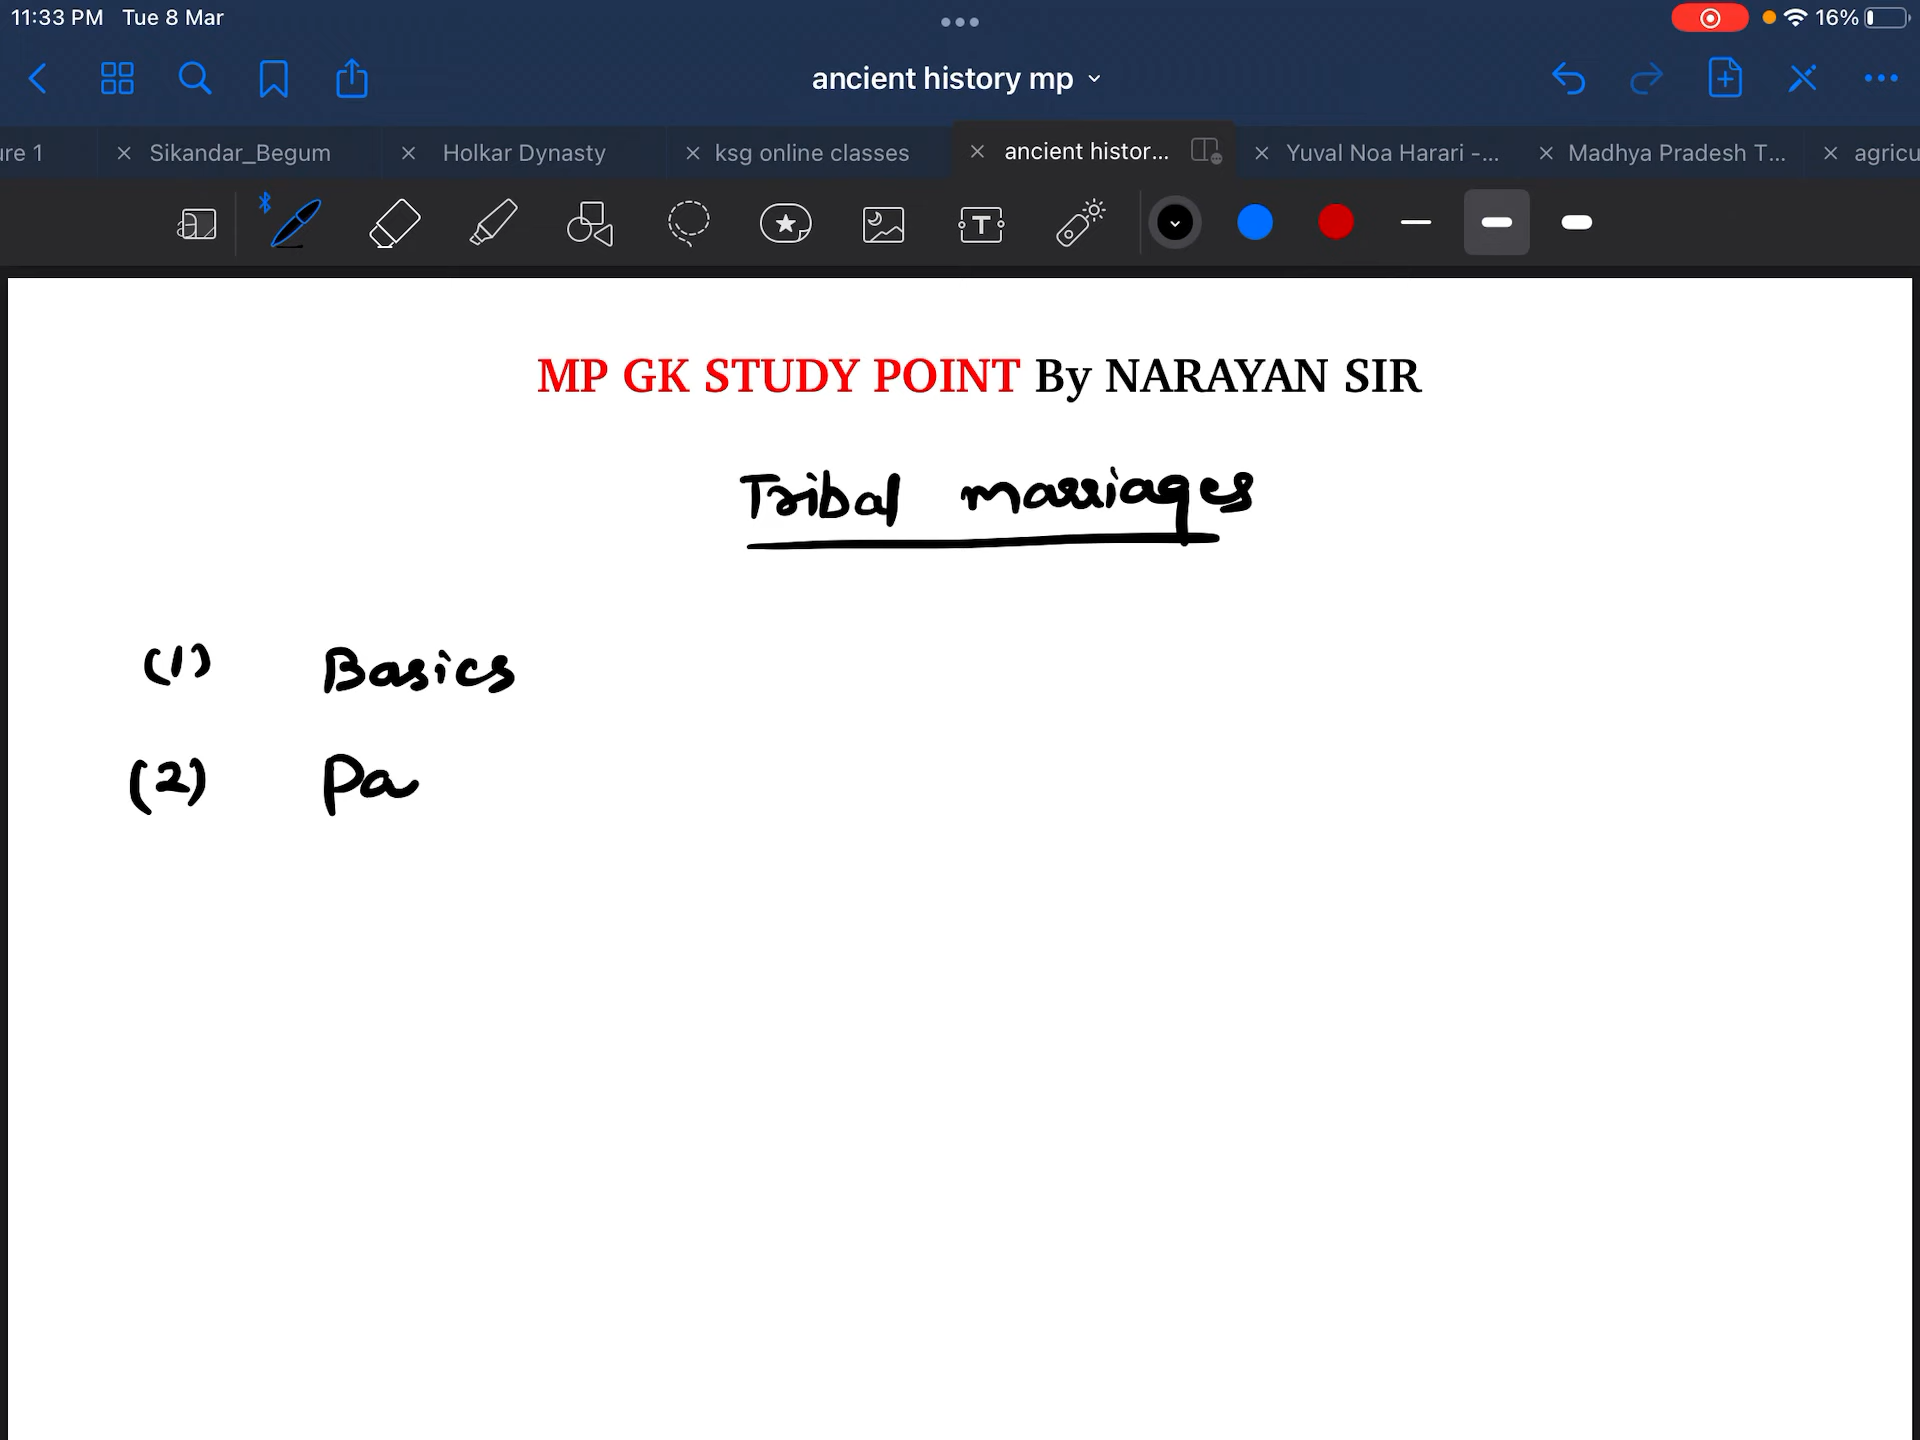 11:33 PM Tue 8 Mar
16%
ancient history mp
ure 1
Sikandar_Begum
Holkar Dynasty
ksg online classes
ancient histor...
Yuval Noa Harari -...
Madhya Pradesh T...
agricu
MP GK STUDY POINT By NARAYAN SIR
Tribal marriages
(1) Basics
(2) Pa